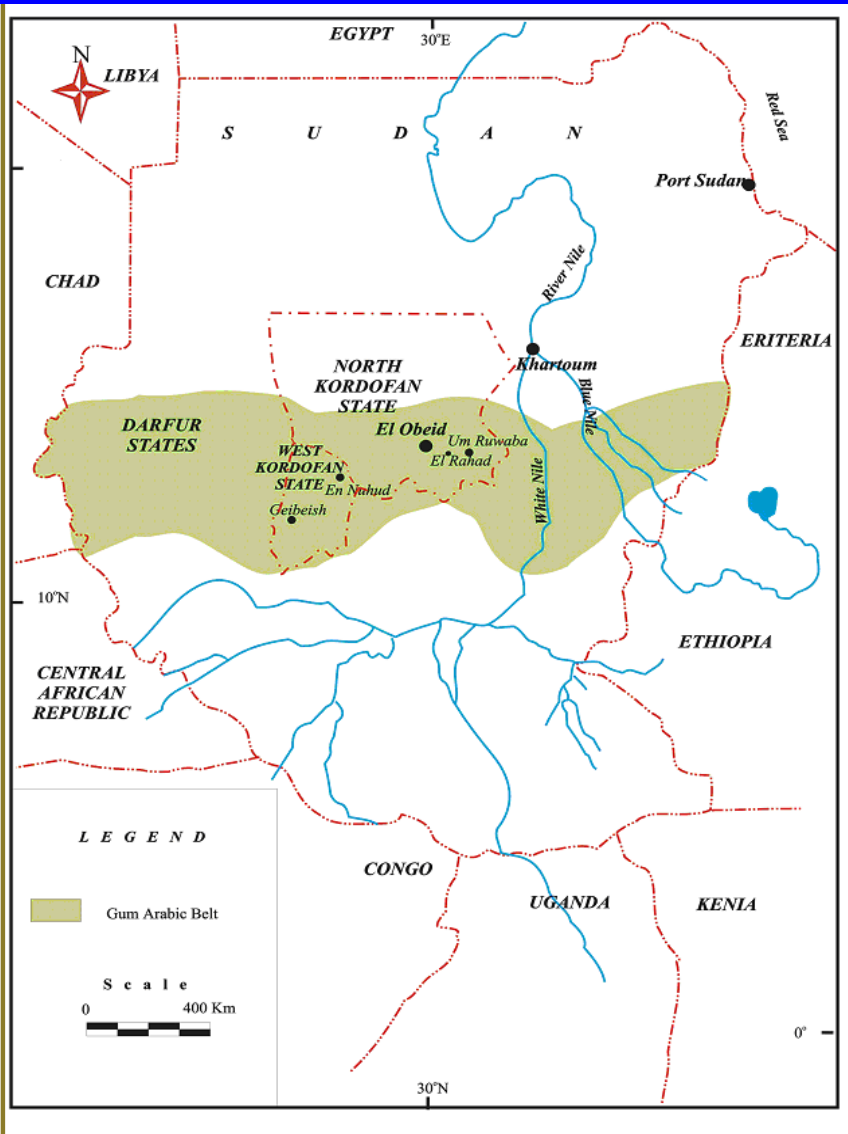 EGYPT
30°E
N
LIBYA
S U D A N
Red Sea
Port Sudan
CHAD
River Nile
ERITERIA
Khartoum
NORTH
KORDOFAN
STATE
Blue Nile
DARFUR
STATES
El Obeid
Um Ruwaba
El Rahad
WEST
KORDOFAN
STATE
En Nahud
White Nile
Geibeish
10°N
ETHIOPIA
CENTRAL
AFRICAN
REPUBLIC
L E G E N D
CONGO
UGANDA
KENIA
Gum Arabic Belt
S c a l e
0 400 Km
0°
30°N